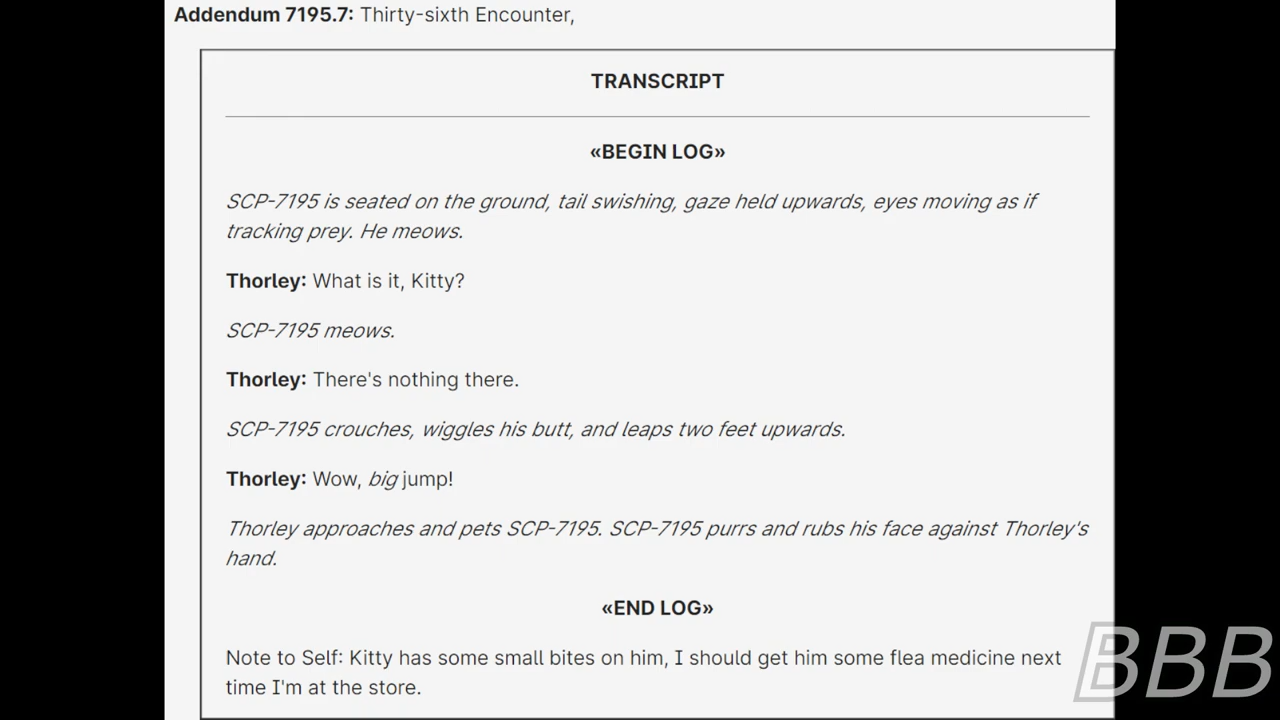 Addendum 7195.7: Thirty-sixth Encounter,
TRANSCRIPT
«BEGIN LOG»
SCP-7195 is seated on the ground, tail swishing, gaze held upwards, eyes moving as if
tracking prey. He meows.
Thorley: What is it, Kitty?
SCP-7195 meows.
Thorley: There's nothing there.
SCP-7195 crouches, wiggles his butt, and leaps two feet upwards.
Thorley: Wow, big jump!
Thorley approaches and pets SCP-7195. SCP-7195 purrs and rubs his face against Thorley's
hand.
«END LOG»
Note to Self: Kitty has some small bites on him, I should get him some flea medicine next
time I'm at the store.
BBB